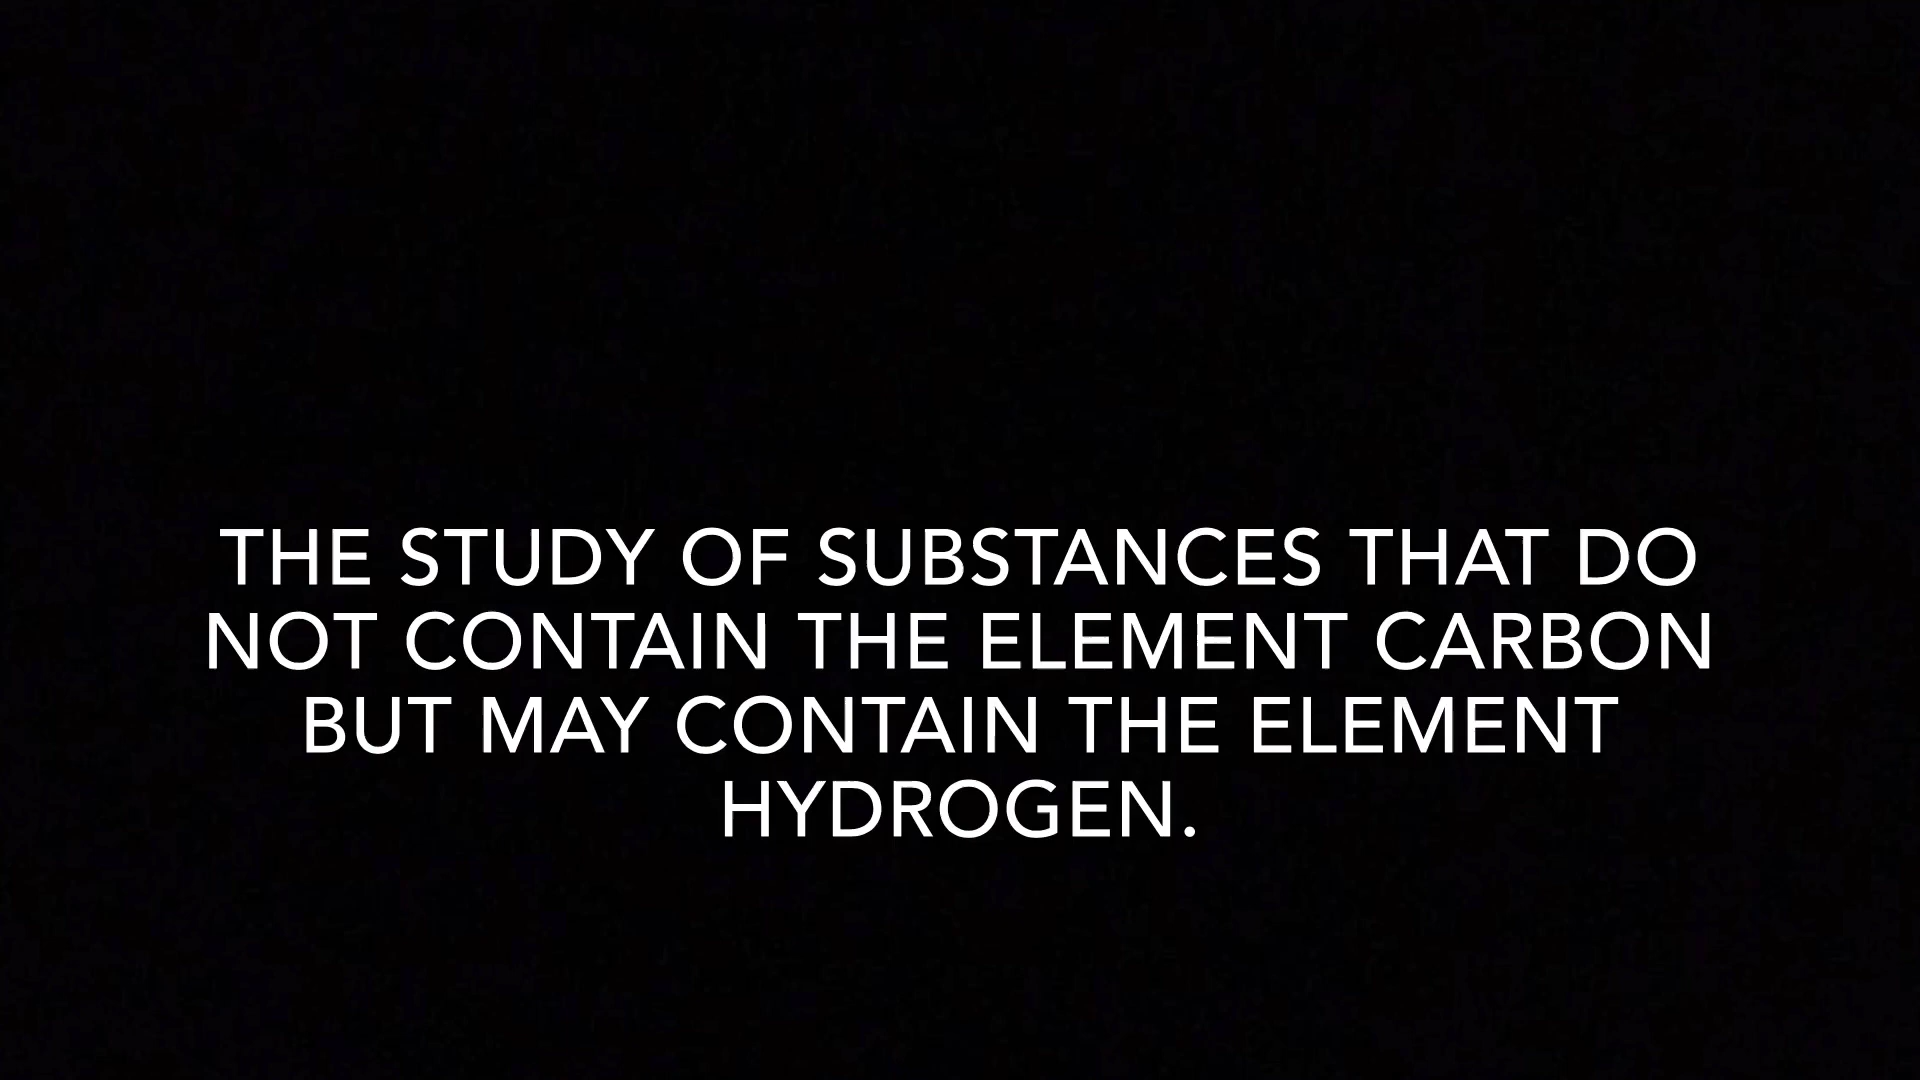 THE STUDY OF SUBSTANCES THAT DO
NOT CONTAIN THE ELEMENT CARBON
BUT MAY CONTAIN THE ELEMENT
HYDROGEN.